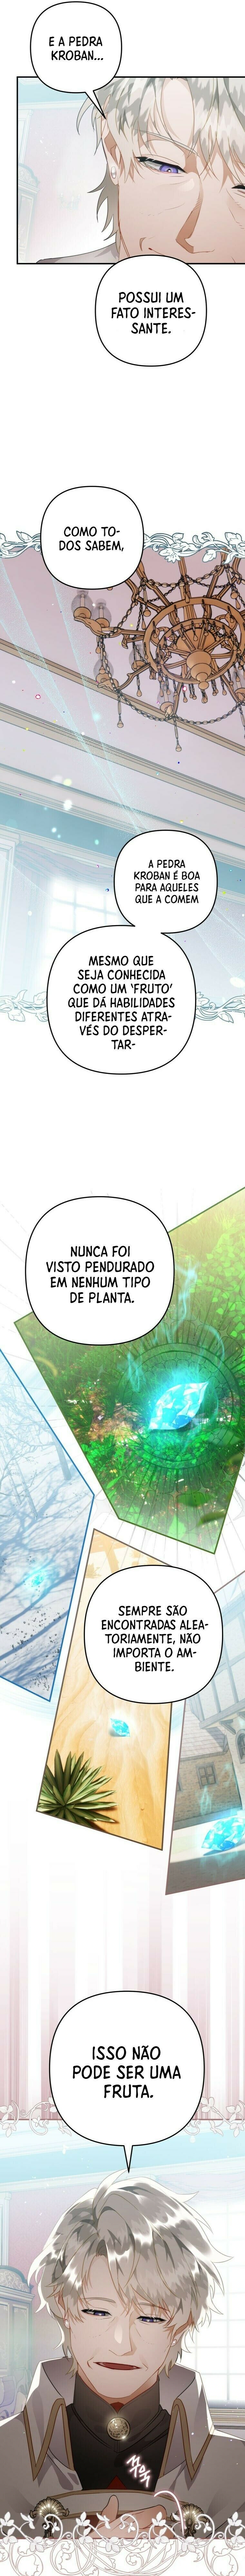 E A PEDRA
KROBAN...
POSSUI UM
FATO INTERES-
SANTE.
COMO TO-
DOS SABEM,
A PEDRA
KROBAN É BOA
PARA AQUELES
QUE A COMEM
MESMO QUE
SEJA CONHECIDA
COMO UM 'FRUTO'
QUE DÁ HABILIDADES
DIFERENTES ATRA-
VÉS DO DESPER-
TAR-
NUNCA FOI
VISTO PENDURADO
EM NENHUM TIPO
DE PLANTA.
SEMPRE SÃO
ENCONTRADAS ALEA-
TORIAMENTE, NÃO
IMPORTA O AM-
BIENTE.
ISSO NÃO
PODE SER UMA
FRUTA.